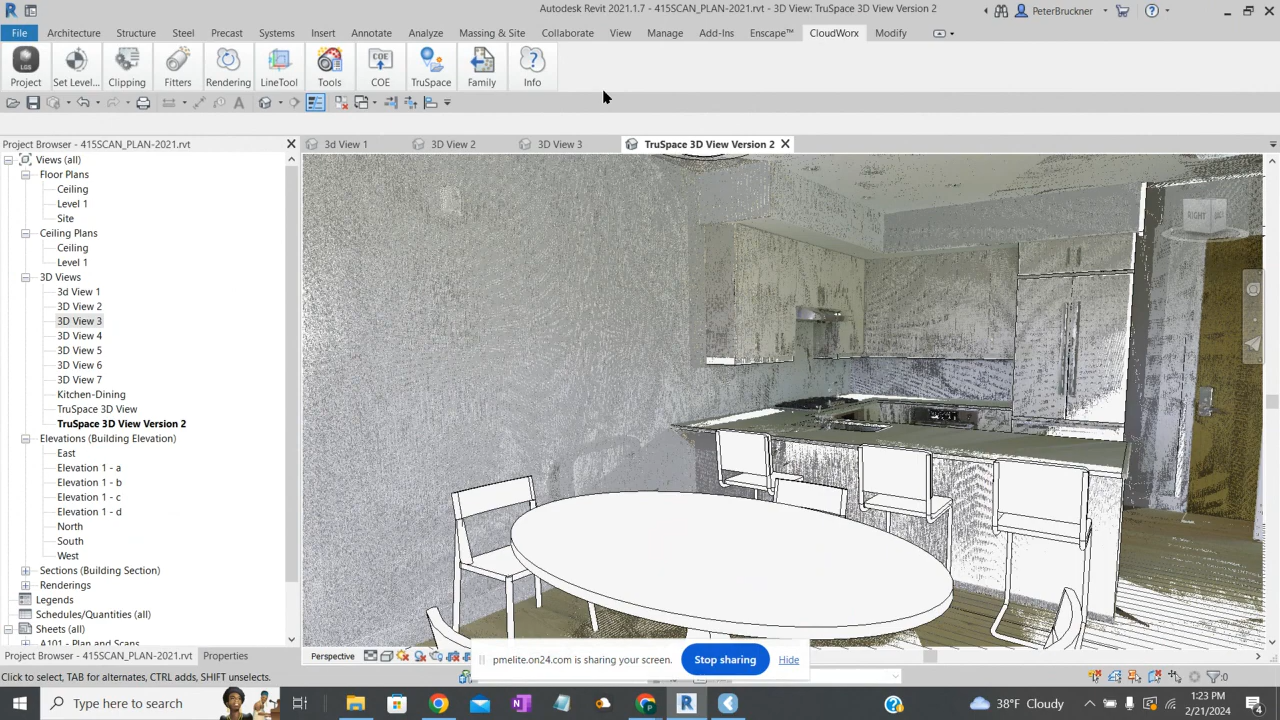 Autodesk Revit 2021.1.7 - 415SCAN_PLAN-2021.rvt - 3D View: TruSpace 3D View Version 2
PeterBruckner
File Architecture Structure Steel Precast Systems Insert Annotate Analyze Massing & Site Collaborate View Manage Add-Ins Enscape™ CloudWorx Modify
COE
Project Set Level... Clipping Fitters Rendering LineTool Tools COE TruSpace Family Info
Project Browser - 415SCAN_PLAN-2021.rvt
3d View 1 3D View 2 3D View 3 TruSpace 3D View Version 2
Views (all)
Floor Plans
Ceiling
Level 1
Site
Ceiling Plans
Ceiling
Level 1
3D Views
3d View 1
3D View 2
3D View 3
3D View 4
3D View 5
3D View 6
3D View 7
Kitchen-Dining
TruSpace 3D View
TruSpace 3D View Version 2
Elevations (Building Elevation)
East
Elevation 1 - a
Elevation 1 - b
Elevation 1 - c
Elevation 1 - d
North
South
West
Sections (Building Section)
Renderings
Legends
Schedules/Quantities (all)
Sheets (all)
A101 - Plan and Scans
RIGHT
Project Browser - 415SCAN_PLAN-2021.rvt Properties
Perspective
pmelite.on24.com is sharing your screen. Stop sharing Hide
Click to select, TAB for alternates, CTRL adds, SHIFT unselects.
:0
Type here to search
38°F Cloudy
1:23 PM
2/21/2024
4